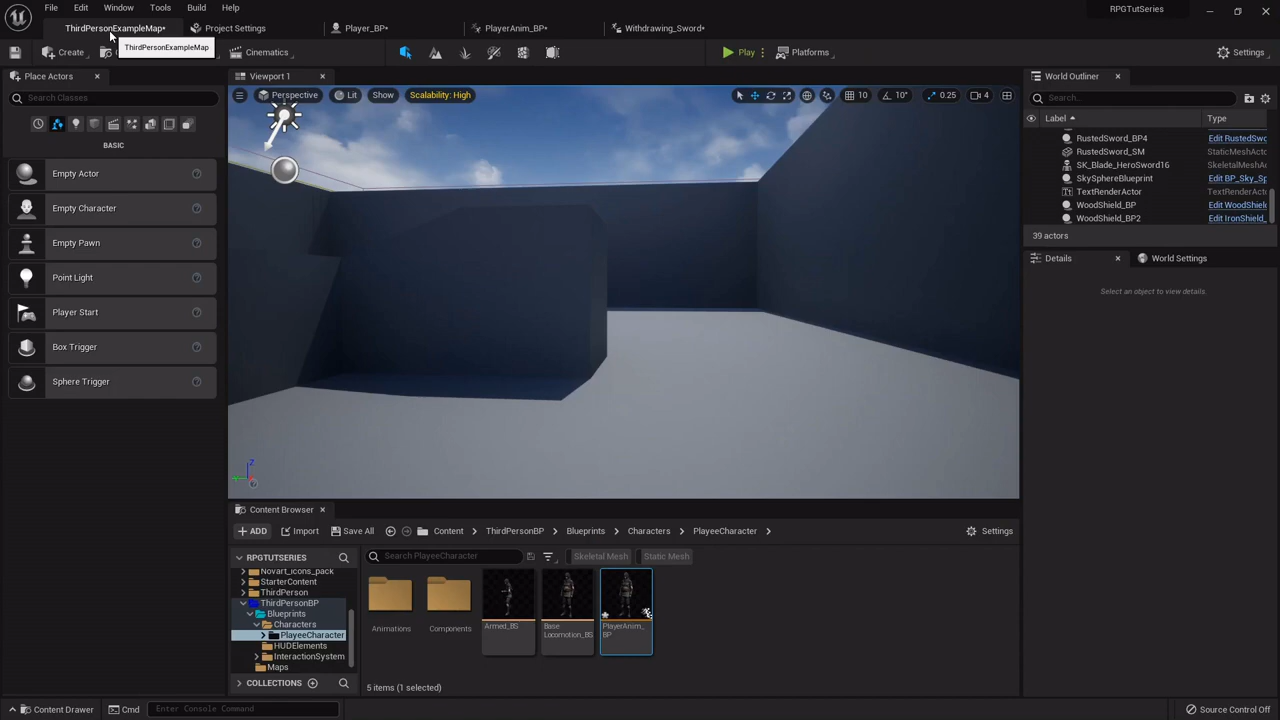 File Edit Window Tools Build Help
RPGTutSeries
ThirdPersonExampleMap* Project Settings Player_BP* PlayerAnim_BP* Withdrawing_Sword*
ThirdPersonExampleMap
Create Cinematics Play Platforms Settings
Place Actors
Search Classes
BASIC
Empty Actor
Empty Character
Empty Pawn
Point Light
Player Start
Box Trigger
Sphere Trigger
Viewport 1
Perspective Lit Show Scalability: High 10 10° 0.25 4
World Outliner
Search...
Label Type
RustedSword_BP4 Edit RustedSwo
RustedSword_SM StaticMeshAc
SK_Blade_HeroSword16 SkeletalMeshAc
SkySphereBlueprint Edit BP_Sky_Sp
TextRenderActor TextRenderAc
WoodShield_BP Edit WoodShiel
WoodShield_BP2 Edit IronShield_
39 actors
Details World Settings
Select an object to view details.
Content Browser
ADD Import Save All Content ThirdPersonBP Blueprints Characters PlayeeCharacter Settings
RPGTUTSERIES
Novart_icons_pack
StarterContent
ThirdPerson
ThirdPersonBP
Blueprints
Characters
PlayeeCharacter
HUDElements
InteractionSystem
Maps
COLLECTIONS
Search PlayeeCharacter Skeletal Mesh Static Mesh
Animations
Components
Armed_BS
Base
Locomotion_BS
PlayerAnim_
BP
5 items (1 selected)
Content Drawer Cmd Enter Console Command Source Control Off